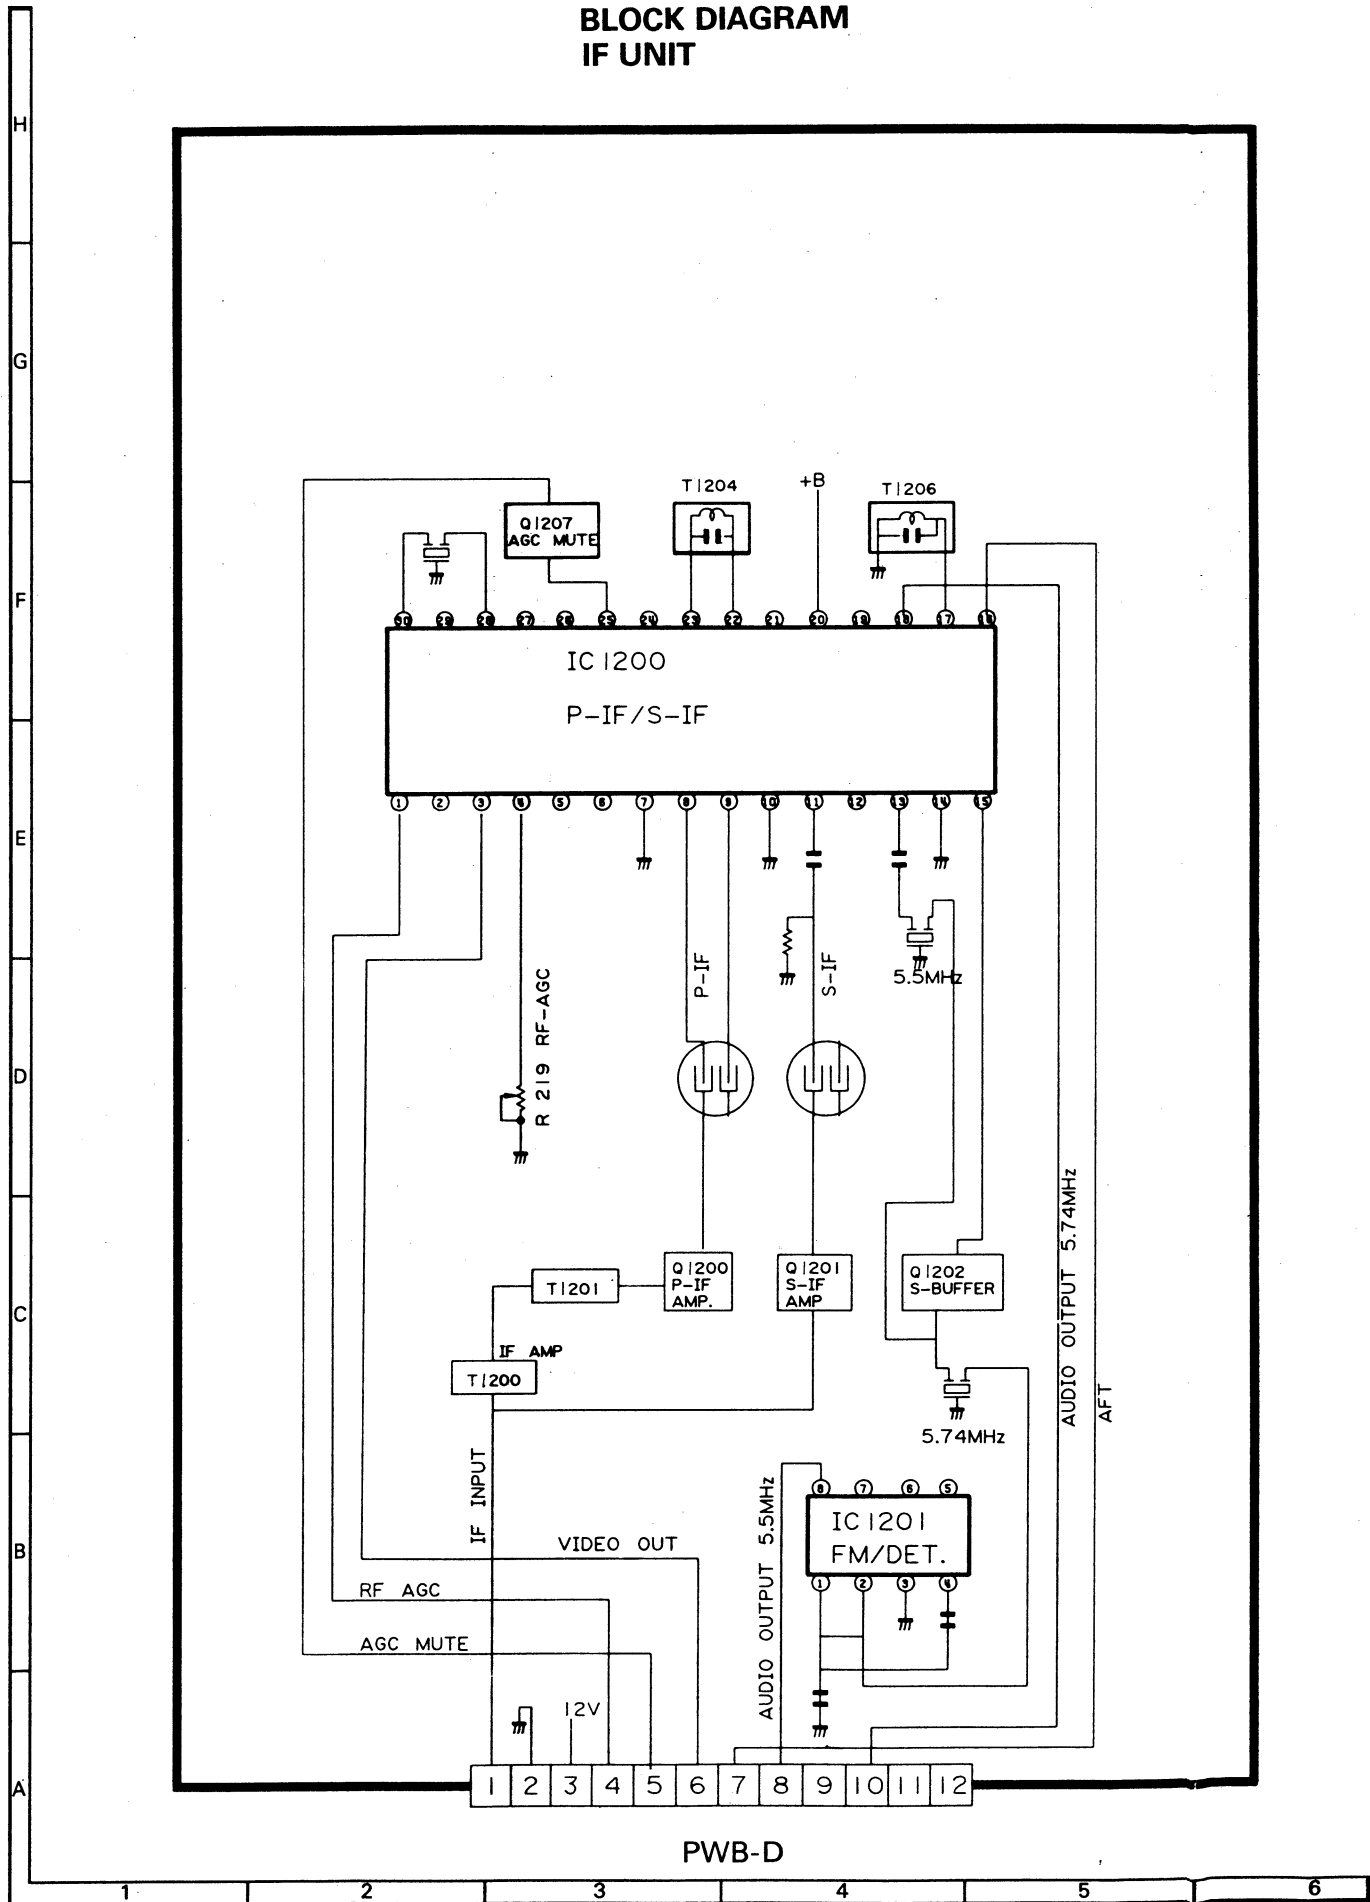 BLOCK DIAGRAM
IF UNIT
H
G
F
E
D
C
B
A
T1204
+B
T1206
Q1207
AGC MUTE
30 29 28 27 26 25 24 23 22 21 20 19 18 17 16
IC1200
P-IF/S-IF
1 2 3 4 5 6 7 8 9 10 11 12 13 14 15
5.5MHz
P-IF
S-IF
R 219 RF-AGC
AUDIO OUTPUT 5.74MHz
AFT
Q1200
P-IF
AMP.
Q1201
S-IF
AMP
Q1202
S-BUFFER
T1201
IF AMP
T1200
5.74MHz
IF INPUT
AUDIO OUTPUT 5.5MHz
8 7 6 5
IC1201
FM/DET.
1 2 3 4
VIDEO OUT
RF AGC
AGC MUTE
12V
1 2 3 4 5 6 7 8 9 10 11 12
PWB-D
1 2 3 4 5 6